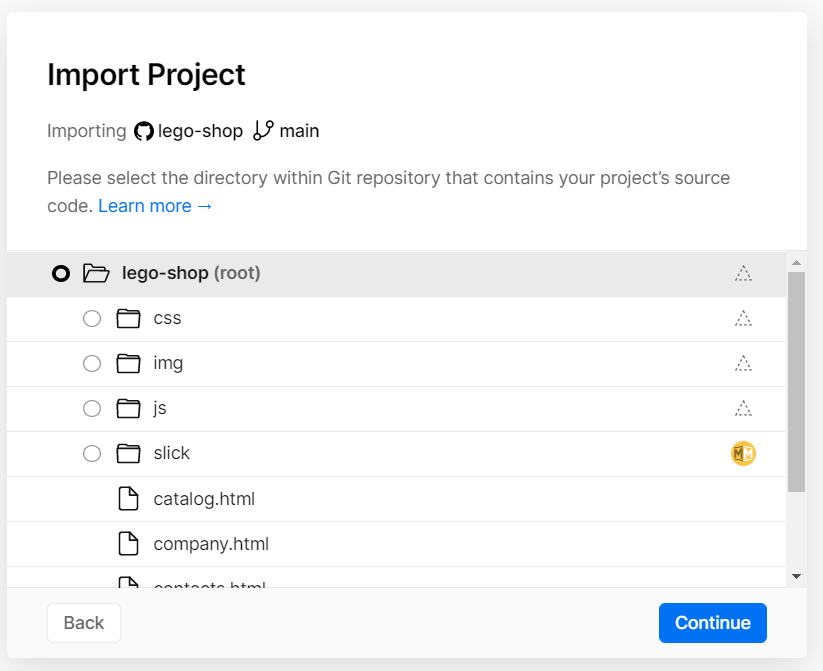 Import Project
Importing lego-shop main
Please select the directory within Git repository that contains your project’s source
code. Learn more →
lego-shop (root)
css
img
js
slick
catalog.html
company.html
contacts.html
Back
Continue